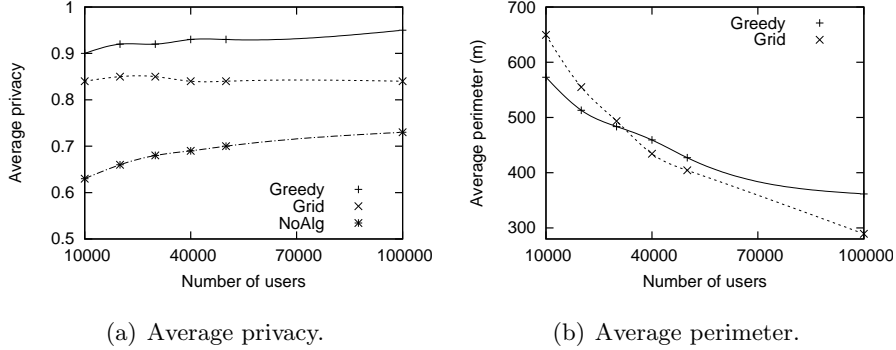 1
0.9
0.8
0.7
0.6
0.5
Average privacy
10000 40000 70000 100000
Number of users
Greedy
Grid
NoAlg
(a) Average privacy.
700
600
500
400
300
Average perimeter (m)
10000 40000 70000 100000
Number of users
Greedy
Grid
(b) Average perimeter.